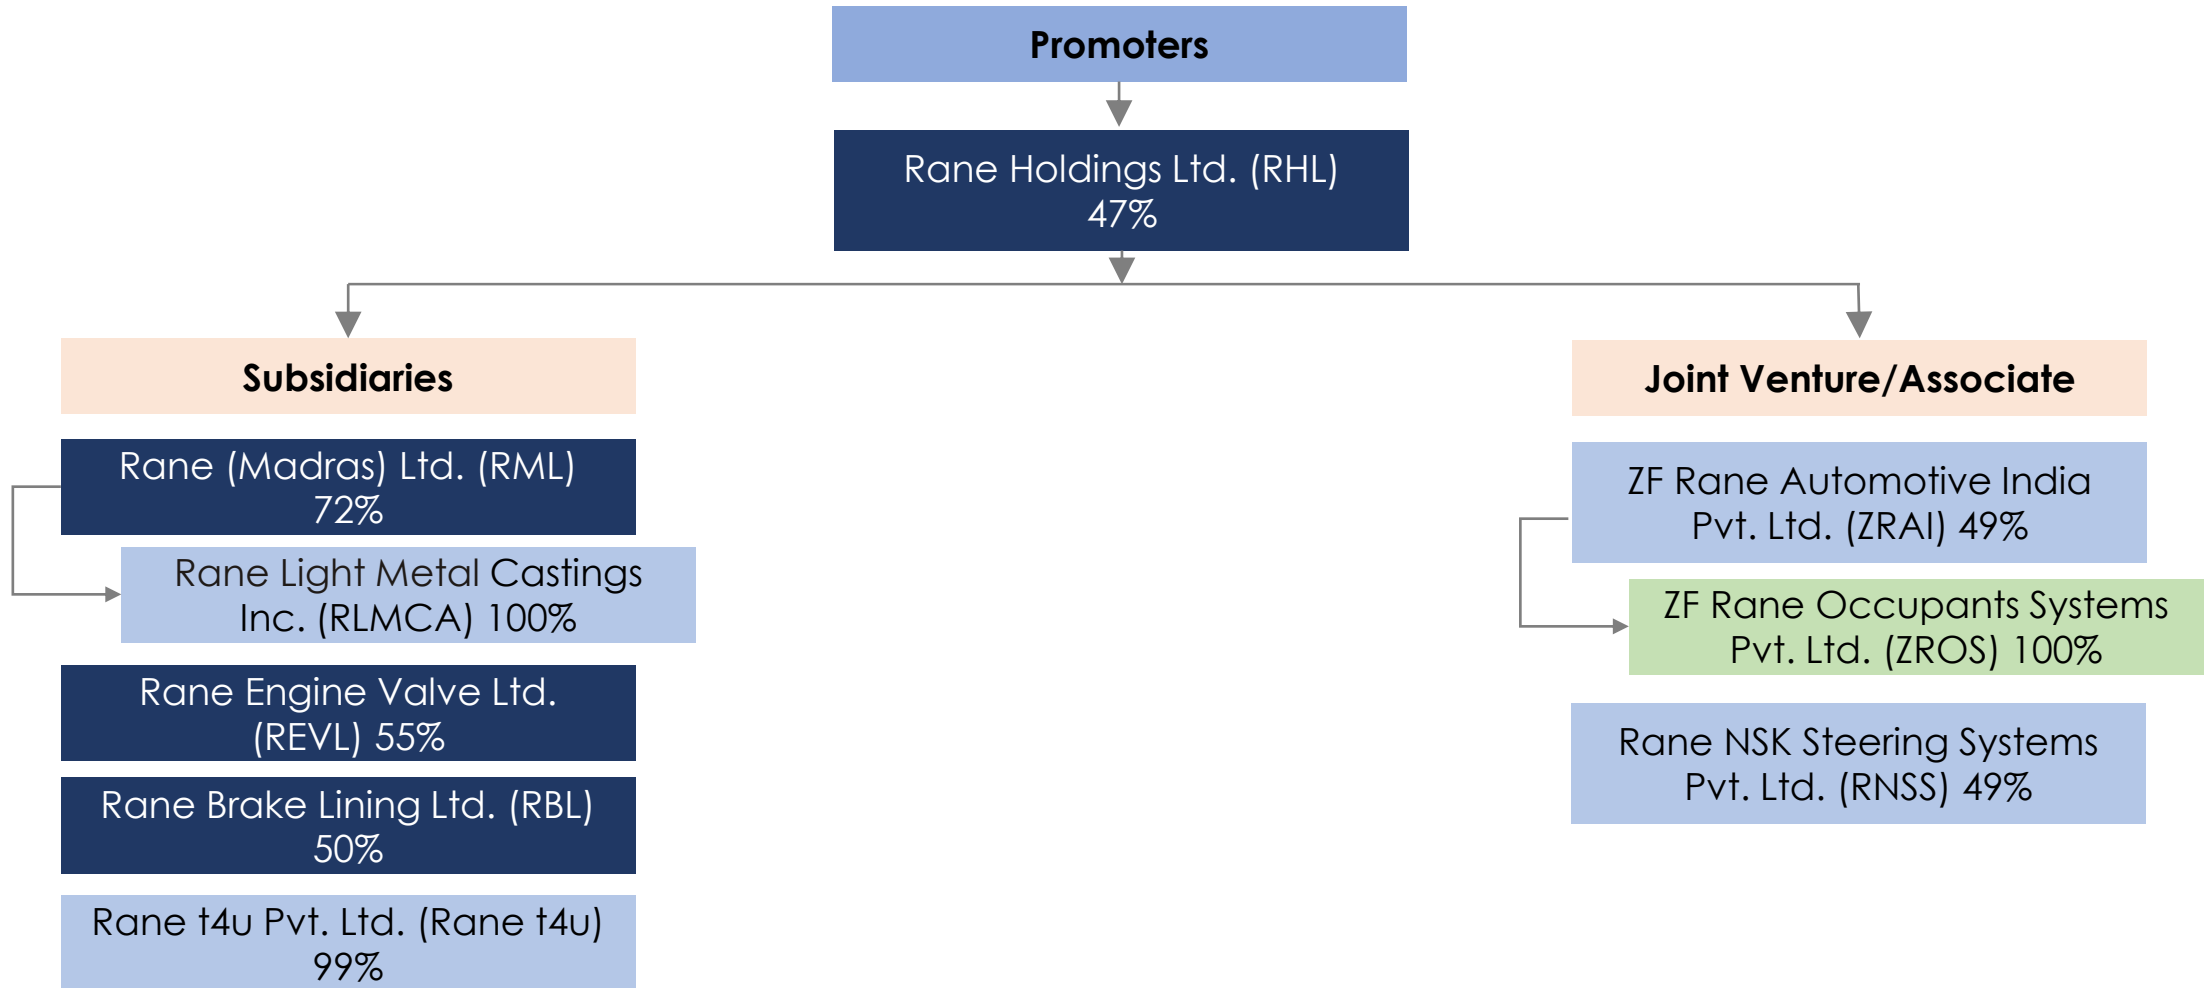 Promoters
Rane Holdings Ltd. (RHL)
47%
Subsidiaries
Rane (Madras) Ltd. (RML)
72%
Rane Light Metal Castings
Inc. (RLMCA) 100%
Rane Engine Valve Ltd.
(REVL) 55%
Rane Brake Lining Ltd. (RBL)
50%
Rane t4u Pvt. Ltd. (Rane t4u)
99%
Joint Venture/Associate
ZF Rane Automotive India
Pvt. Ltd. (ZRAI) 49%
ZF Rane Occupants Systems
Pvt. Ltd. (ZROS) 100%
Rane NSK Steering Systems
Pvt. Ltd. (RNSS) 49%